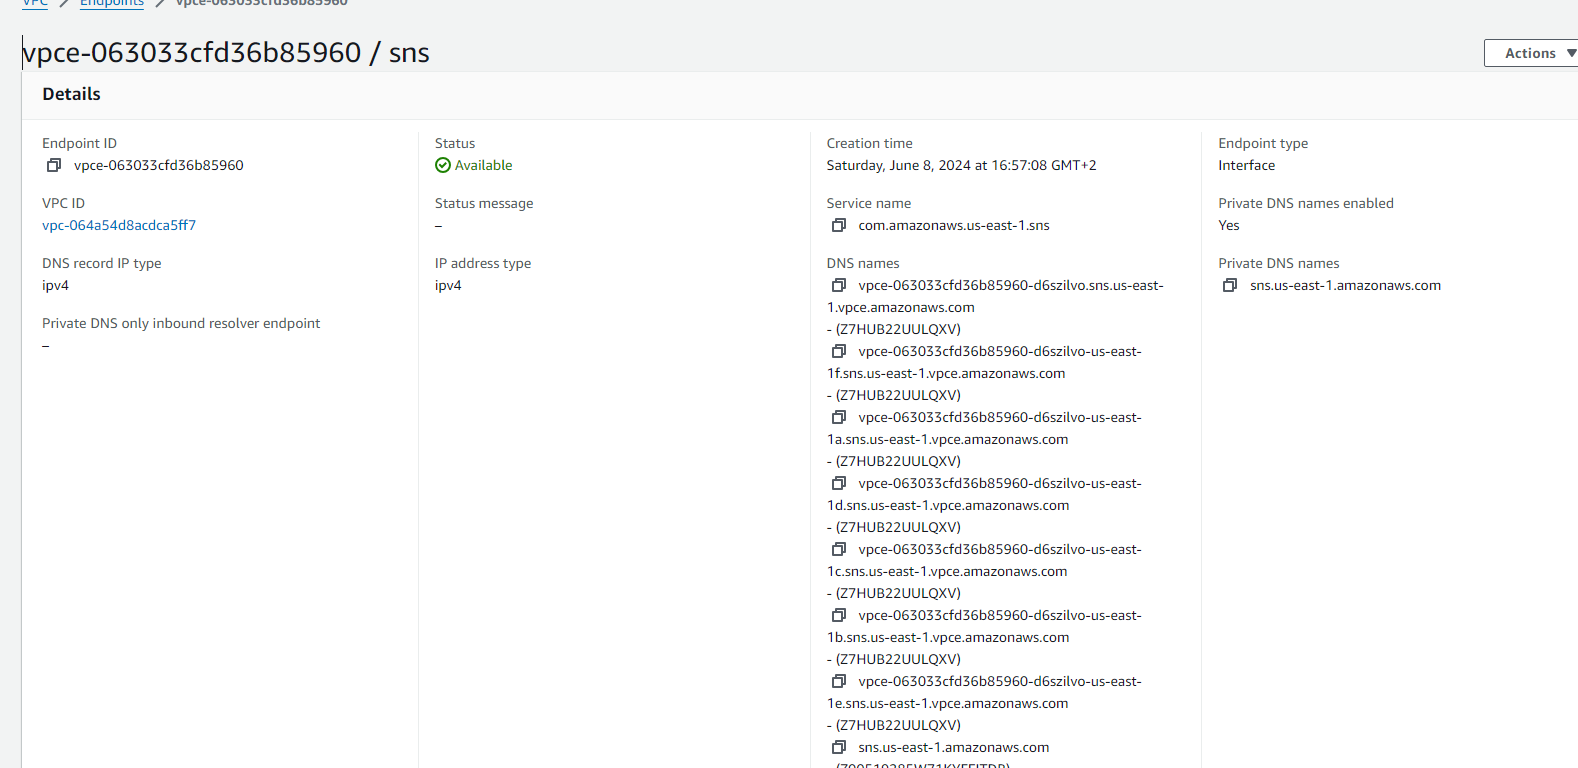 VPC Endpoints vpce-063033cfd36b85960
vpce-063033cfd36b85960 / sns
Actions
Details
Endpoint ID
vpce-063033cfd36b85960
Status
Available
Creation time
Saturday, June 8, 2024 at 16:57:08 GMT+2
Endpoint type
Interface
VPC ID
vpc-064a54d8acdca5ff7
Status message
–
Service name
com.amazonaws.us-east-1.sns
Private DNS names enabled
Yes
DNS record IP type
ipv4
IP address type
ipv4
DNS names
vpce-063033cfd36b85960-d6szilvo.sns.us-east-
1.vpce.amazonaws.com
- (Z7HUB22UULQXV)
vpce-063033cfd36b85960-d6szilvo-us-east-
1f.sns.us-east-1.vpce.amazonaws.com
- (Z7HUB22UULQXV)
vpce-063033cfd36b85960-d6szilvo-us-east-
1a.sns.us-east-1.vpce.amazonaws.com
- (Z7HUB22UULQXV)
vpce-063033cfd36b85960-d6szilvo-us-east-
1d.sns.us-east-1.vpce.amazonaws.com
- (Z7HUB22UULQXV)
vpce-063033cfd36b85960-d6szilvo-us-east-
1c.sns.us-east-1.vpce.amazonaws.com
- (Z7HUB22UULQXV)
vpce-063033cfd36b85960-d6szilvo-us-east-
1b.sns.us-east-1.vpce.amazonaws.com
- (Z7HUB22UULQXV)
vpce-063033cfd36b85960-d6szilvo-us-east-
1e.sns.us-east-1.vpce.amazonaws.com
- (Z7HUB22UULQXV)
sns.us-east-1.amazonaws.com
Private DNS names
sns.us-east-1.amazonaws.com
Private DNS only inbound resolver endpoint
–